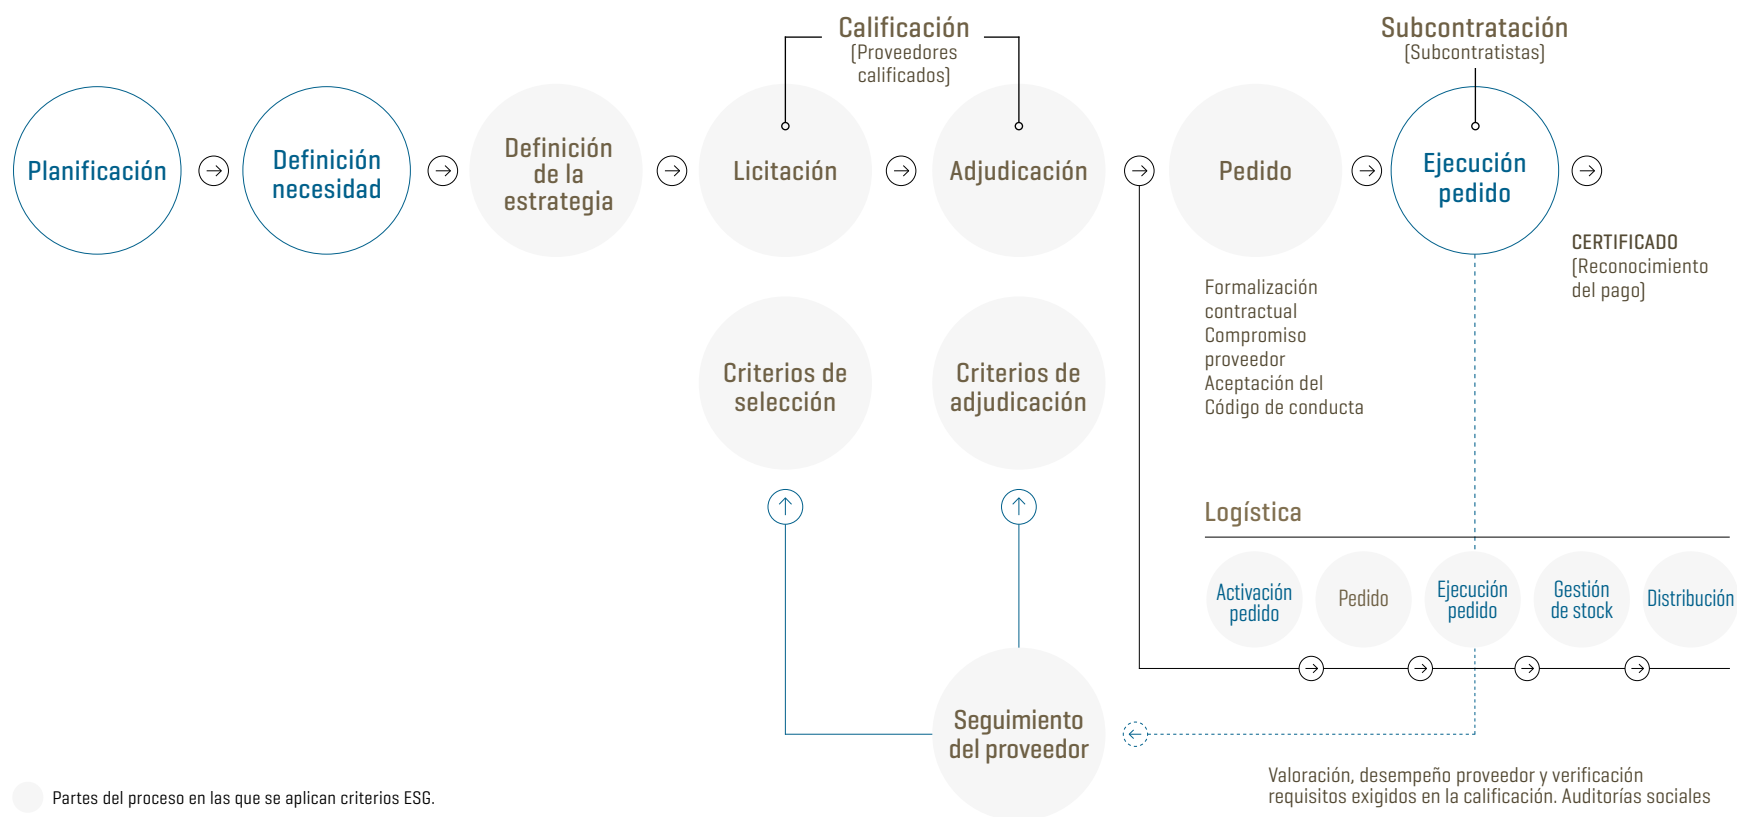 Calificación
(Proveedores
calificados)
Subcontratación
(Subcontratistas)
Planificación
Definición
necesidad
Definición
de la
estrategia
Licitación
Adjudicación
Pedido
Ejecución
pedido
CERTIFICADO
(Reconocimiento
del pago)
Formalización
contractual
Compromiso
proveedor
Aceptación del
Código de conducta
Criterios de
selección
Criterios de
adjudicación
Logística
Activación
pedido
Pedido
Ejecución
pedido
Gestión
de stock
Distribución
Seguimiento
del proveedor
Valoración, desempeño proveedor y verificación
requisitos exigidos en la calificación. Auditorías sociales
Partes del proceso en las que se aplican criterios ESG.